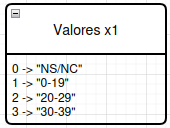 Valores x1
0 -> "NS/NC"
1 -> "0-19"
2 -> "20-29"
3 -> "30-39"